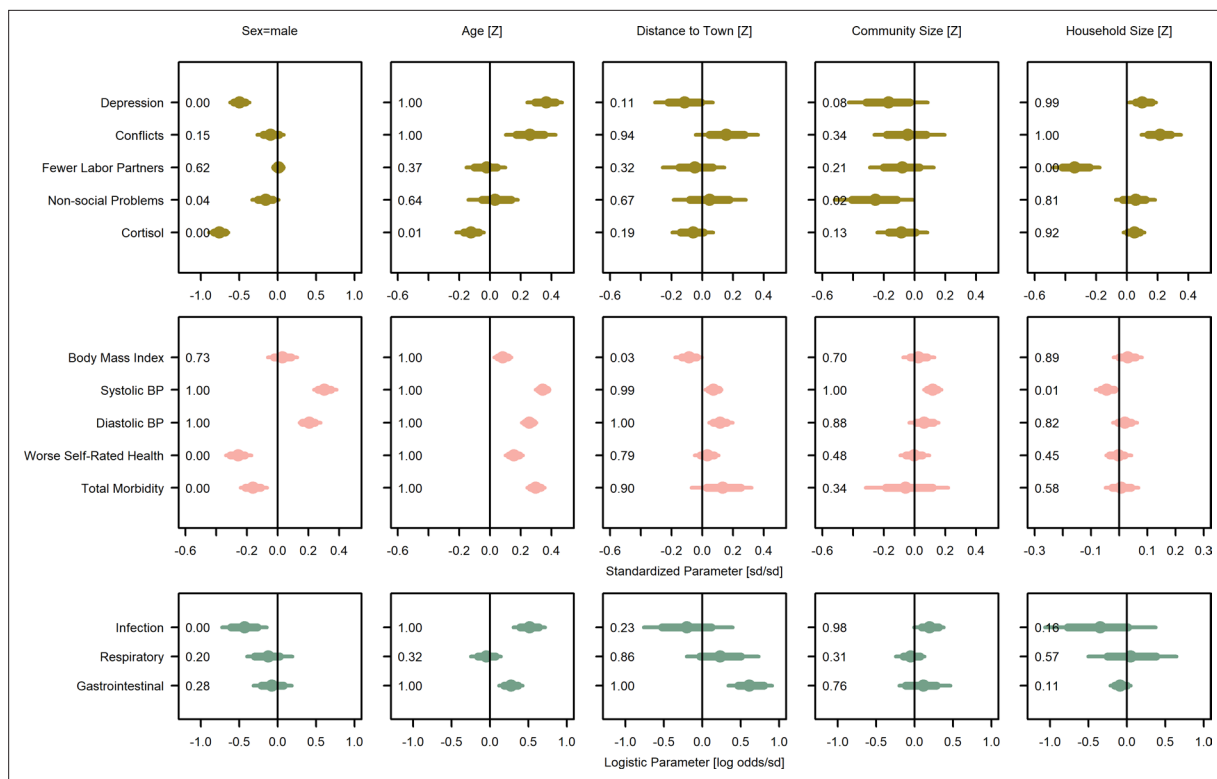 Sex=male Age [Z] Distance to Town [Z] Community Size [Z] Household Size [Z]
Depression 0.00 1.00 0.11 0.08 0.99
Conflicts 0.15 1.00 0.94 0.34 1.00
Fewer Labor Partners 0.62 0.37 0.32 0.21 0.00
Non-social Problems 0.04 0.64 0.67 0.02 0.81
Cortisol 0.00 0.01 0.19 0.13 0.92
-1.0 -0.5 0.0 0.5 1.0 -0.6 -0.2 0.0 0.2 0.4 -0.6 -0.2 0.0 0.2 0.4 -0.6 -0.2 0.0 0.2 0.4 -0.6 -0.2 0.0 0.2 0.4
Body Mass Index 0.73 1.00 0.03 0.70 0.89
Systolic BP 1.00 1.00 0.99 1.00 0.01
Diastolic BP 1.00 1.00 1.00 0.88 0.82
Worse Self-Rated Health 0.00 1.00 0.79 0.48 0.45
Total Morbidity 0.00 1.00 0.90 0.34 0.58
-0.6 -0.2 0.0 0.2 0.4 -0.6 -0.2 0.0 0.2 0.4 -0.6 -0.2 0.0 0.2 0.4 -0.6 -0.2 0.0 0.2 0.4 -0.3 -0.1 0.0 0.1 0.2 0.3
Standardized Parameter [sd/sd]
Infection 0.00 1.00 0.23 0.98 0.16
Respiratory 0.20 0.32 0.86 0.31 0.57
Gastrointestinal 0.28 1.00 1.00 0.76 0.11
-1.0 -0.5 0.0 0.5 1.0 -1.0 -0.5 0.0 0.5 1.0 -1.0 -0.5 0.0 0.5 1.0 -1.0 -0.5 0.0 0.5 1.0 -1.0 -0.5 0.0 0.5 1.0
Logistic Parameter [log odds/sd]